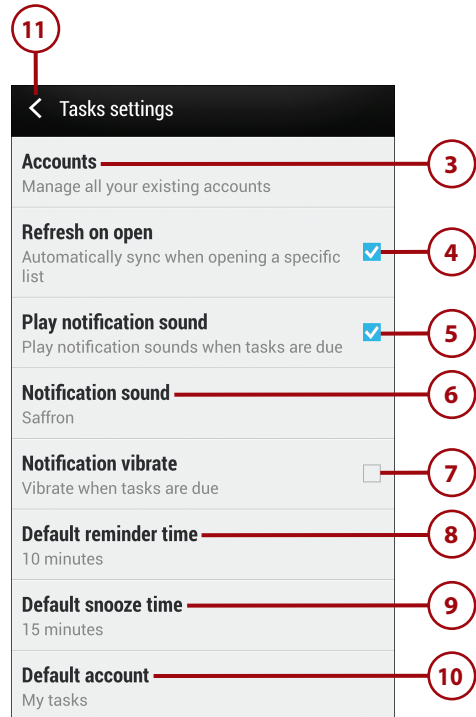 11
Tasks settings
Accounts
Manage all your existing accounts
3
Refresh on open
Automatically sync when opening a specific
list
4
Play notification sound
Play notification sounds when tasks are due
5
Notification sound
Saffron
6
Notification vibrate
Vibrate when tasks are due
7
Default reminder time
10 minutes
8
Default snooze time
15 minutes
9
Default account
My tasks
10